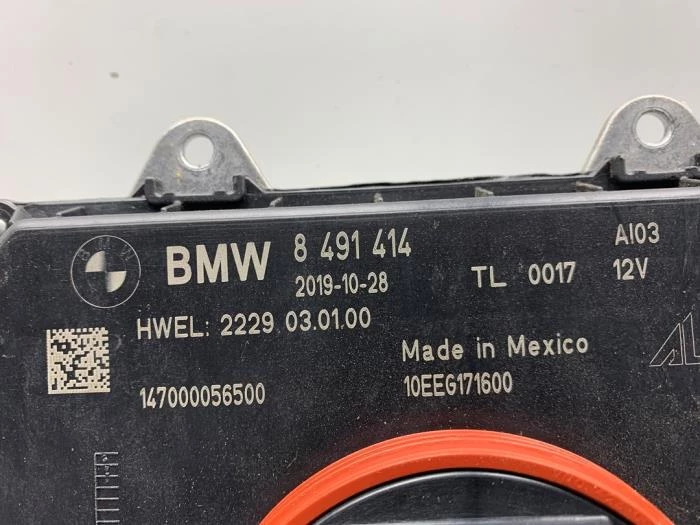 BMW 8 491 414
2019-10-28
TL 0017
AI03
12V
HWEL: 2229 03.01.00
Made in Mexico
147000056500
10EEG171600